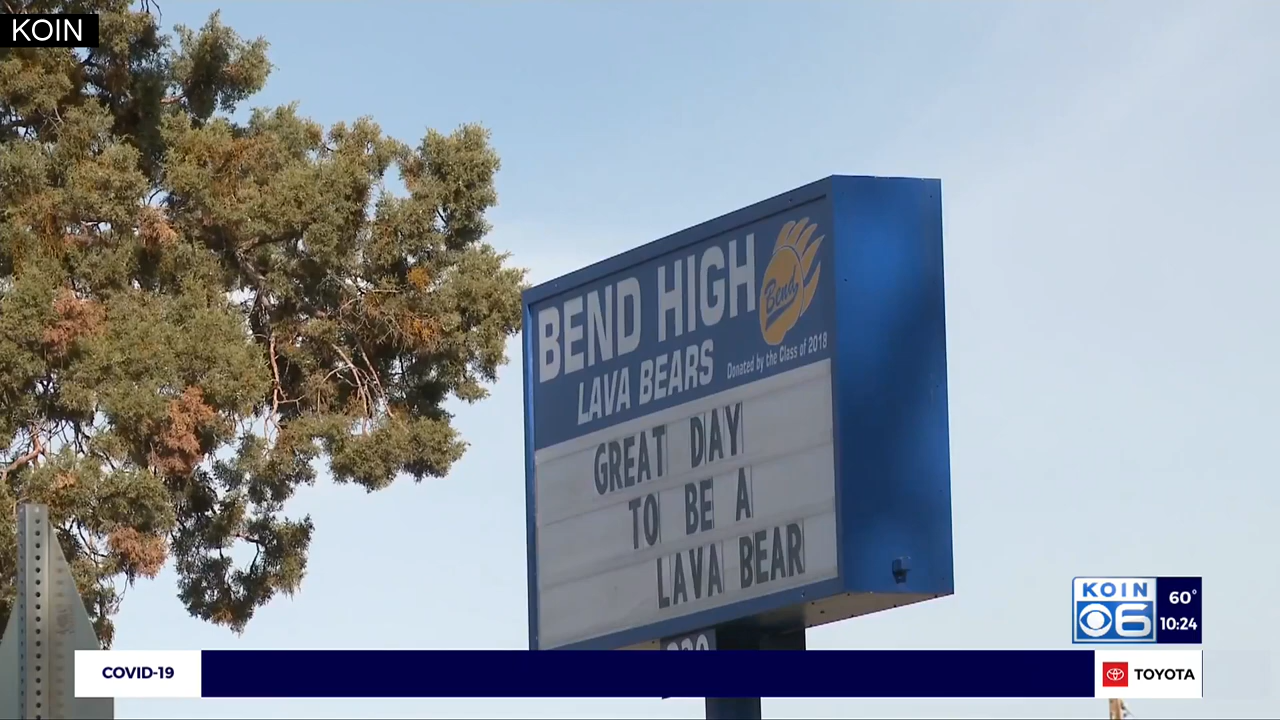 KOIN
BEND HIGH
LAVA BEARS
Bend
Donated by the Class of 2018
GREAT DAY
TO BE A
LAVA BEAR
KOIN
6
60°
10:24
COVID-19
TOYOTA